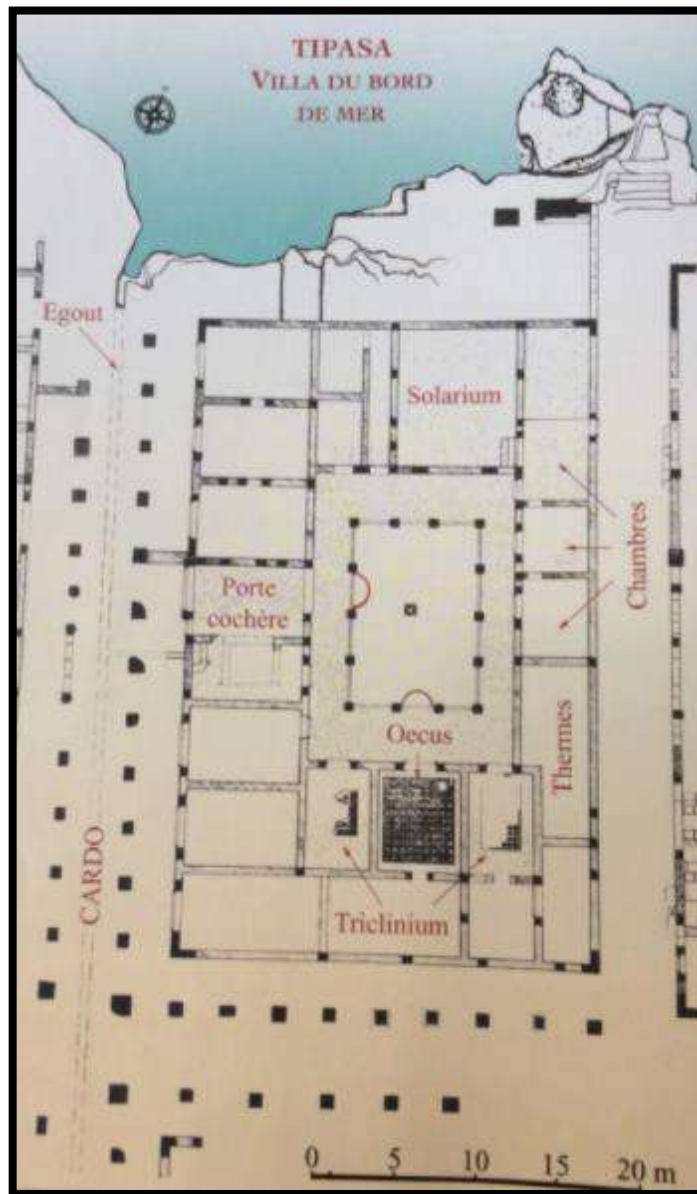 TIPASA
VILLA DU BORD
DE MER
Egout
Solarium
Chambres
Porte
cochère
Oecus
Thermes
CARDO
Triclinium
0 5 10 15 20 m